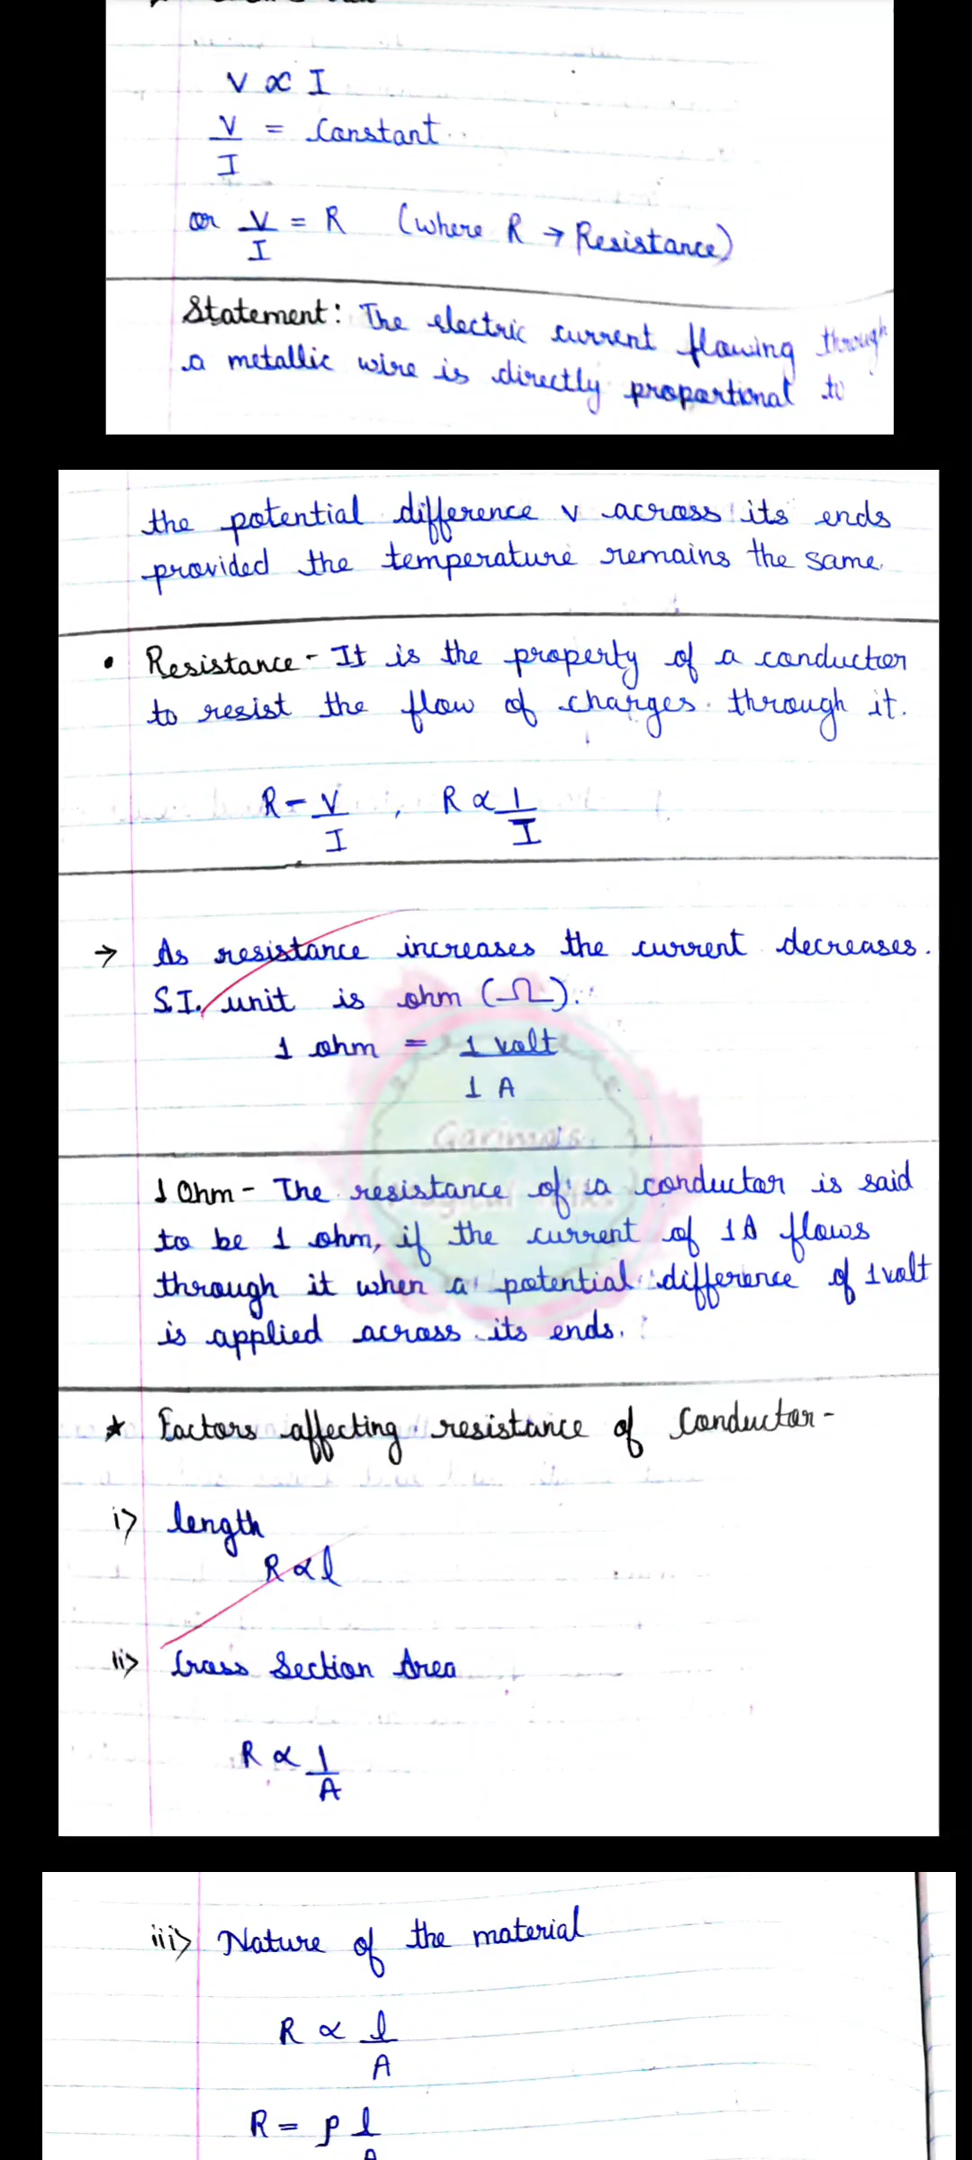 V ∝ I
V/I = Constant
or V/I = R (where R → Resistance)
Statement: The electric current flowing through
a metallic wire is directly proportional to
the potential difference V across its ends
provided the temperature remains the same.
• Resistance - It is the property of a conductor
to resist the flow of charges through it.
R - V/I , R ∝ 1/I
→ As resistance increases the current decreases.
S.I. unit is ohm (Ω).
1 ohm = 1 volt / 1 A
Garima's
1 Ohm - The resistance of a conductor is said
to be 1 ohm, if the current of 1A flows
through it when a potential difference of 1 volt
is applied across its ends.
★ Factors affecting resistance of Conductor -
i> length
R ∝ l
ii> Cross Section Area
R ∝ 1/A
iii> Nature of the material
R ∝ l/A
R = ρ l/A